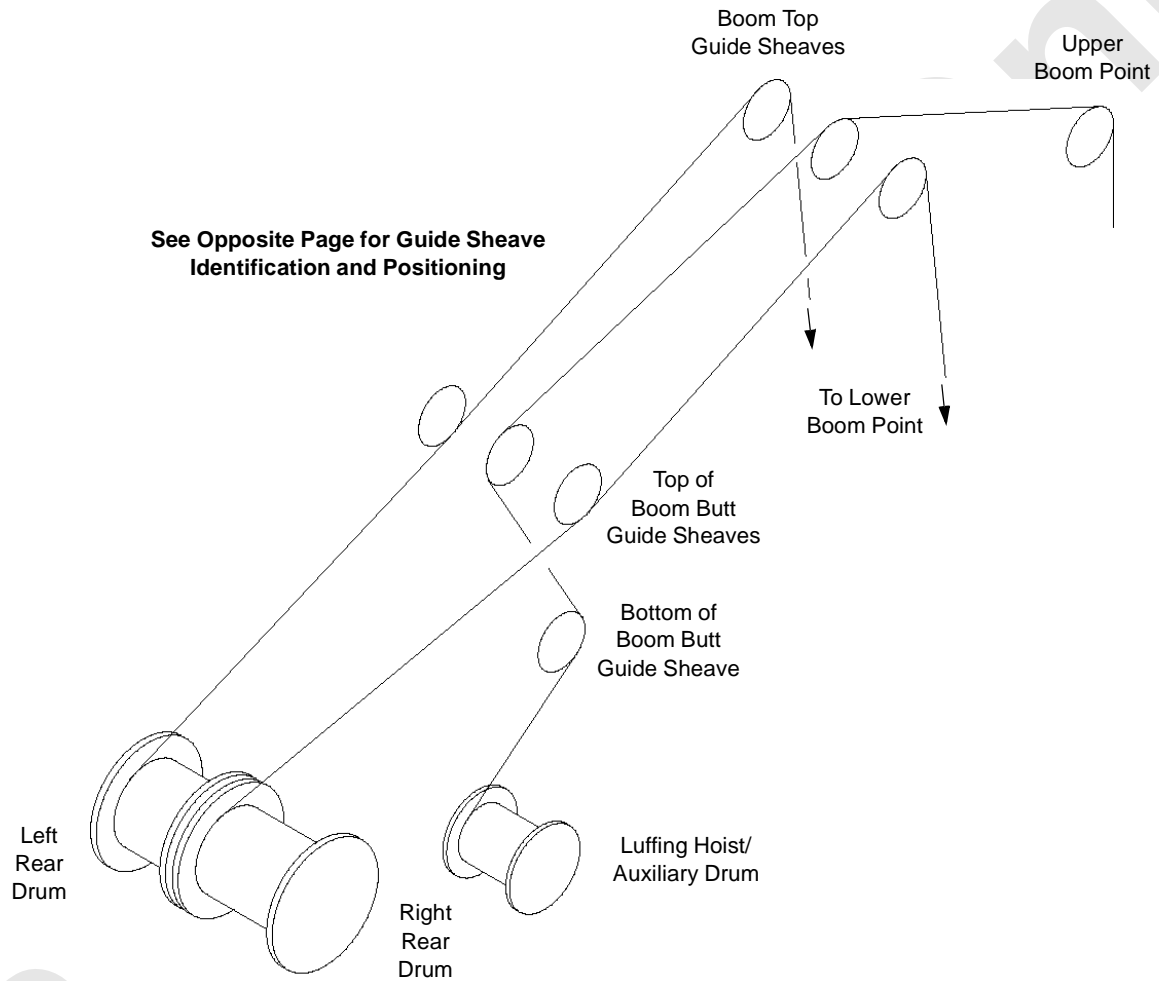 Boom Top
Guide Sheaves
Upper
Boom Point
See Opposite Page for Guide Sheave
Identification and Positioning
To Lower
Boom Point
Top of
Boom Butt
Guide Sheaves
Bottom of
Boom Butt
Guide Sheave
Left
Rear
Drum
Luffing Hoist/
Auxiliary Drum
Right
Rear
Drum